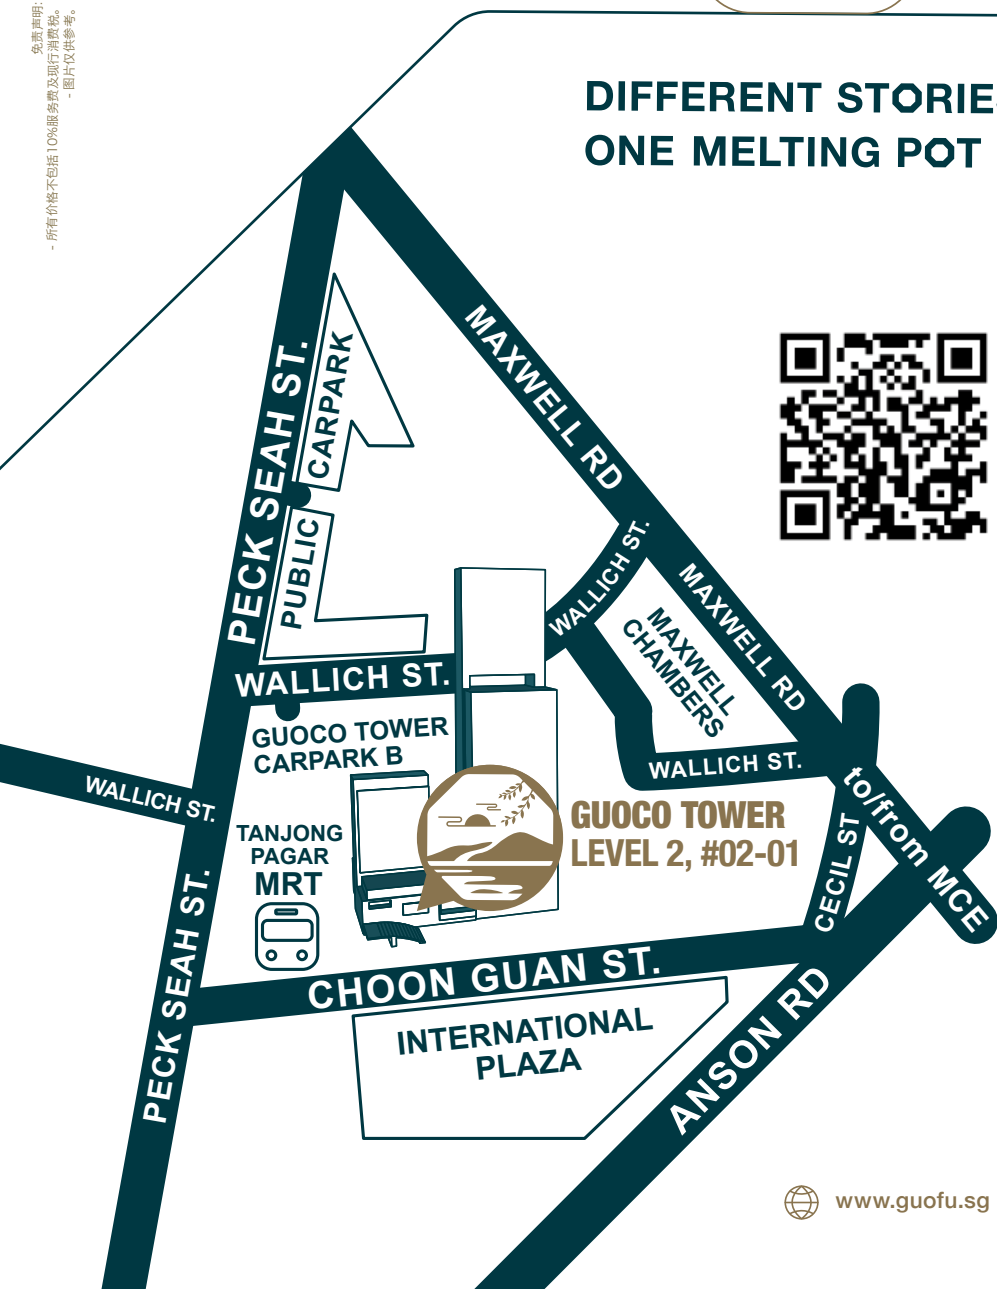 免责声明:
- 所有价格不包括10%服务费及现行消费税。
- 图片仅供参考。
DIFFERENT STORIES
ONE MELTING POT
MAXWELL RD
PECK SEAH ST.
CARPARK
PUBLIC
WALLICH ST.
MAXWELL RD
MAXWELL
CHAMBERS
WALLICH ST.
WALLICH ST.
GUOCO TOWER
CARPARK B
WALLICH ST.
to/from MCE
GUOCO TOWER
LEVEL 2, #02-01
TANJONG
PAGAR
MRT
CECIL ST
PECK SEAH ST.
CHOON GUAN ST.
INTERNATIONAL
PLAZA
ANSON RD
www.guofu.sg